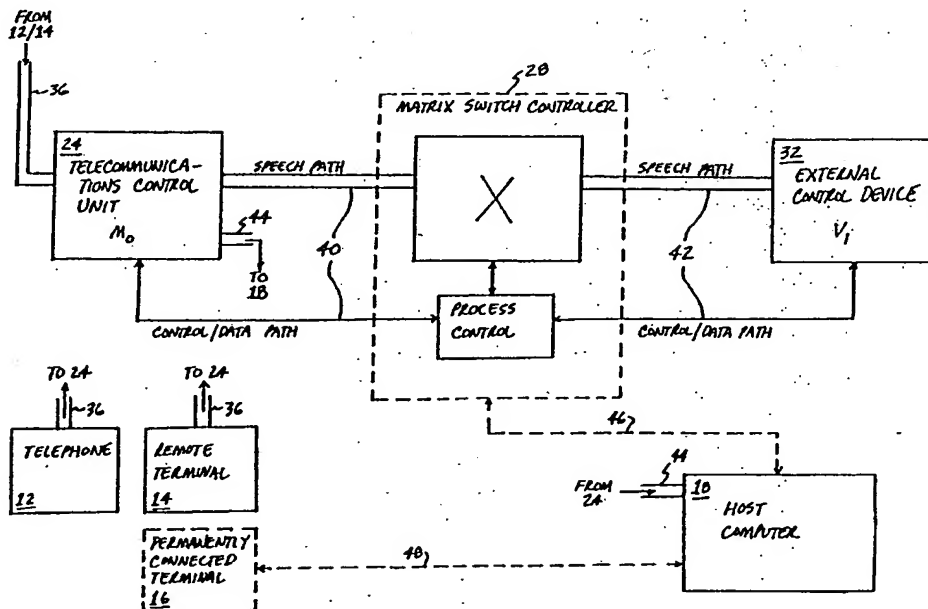 FROM
12/14
36
24
TELECOMMUNICA-
TIONS CONTROL
UNIT
M0
SPEECH PATH
44
TO
18
40
CONTROL/DATA PATH
28
MATRIX SWITCH CONTROLLER
X
PROCESS
CONTROL
SPEECH PATH
42
CONTROL/DATA PATH
32
EXTERNAL
CONTROL DEVICE
V1
TO 24
36
TELEPHONE
12
TO 24
36
REMOTE
TERMINAL
14
PERMANENTLY
CONNECTED
TERMINAL
16
46
48
44
FROM
24
18
HOST
COMPUTER